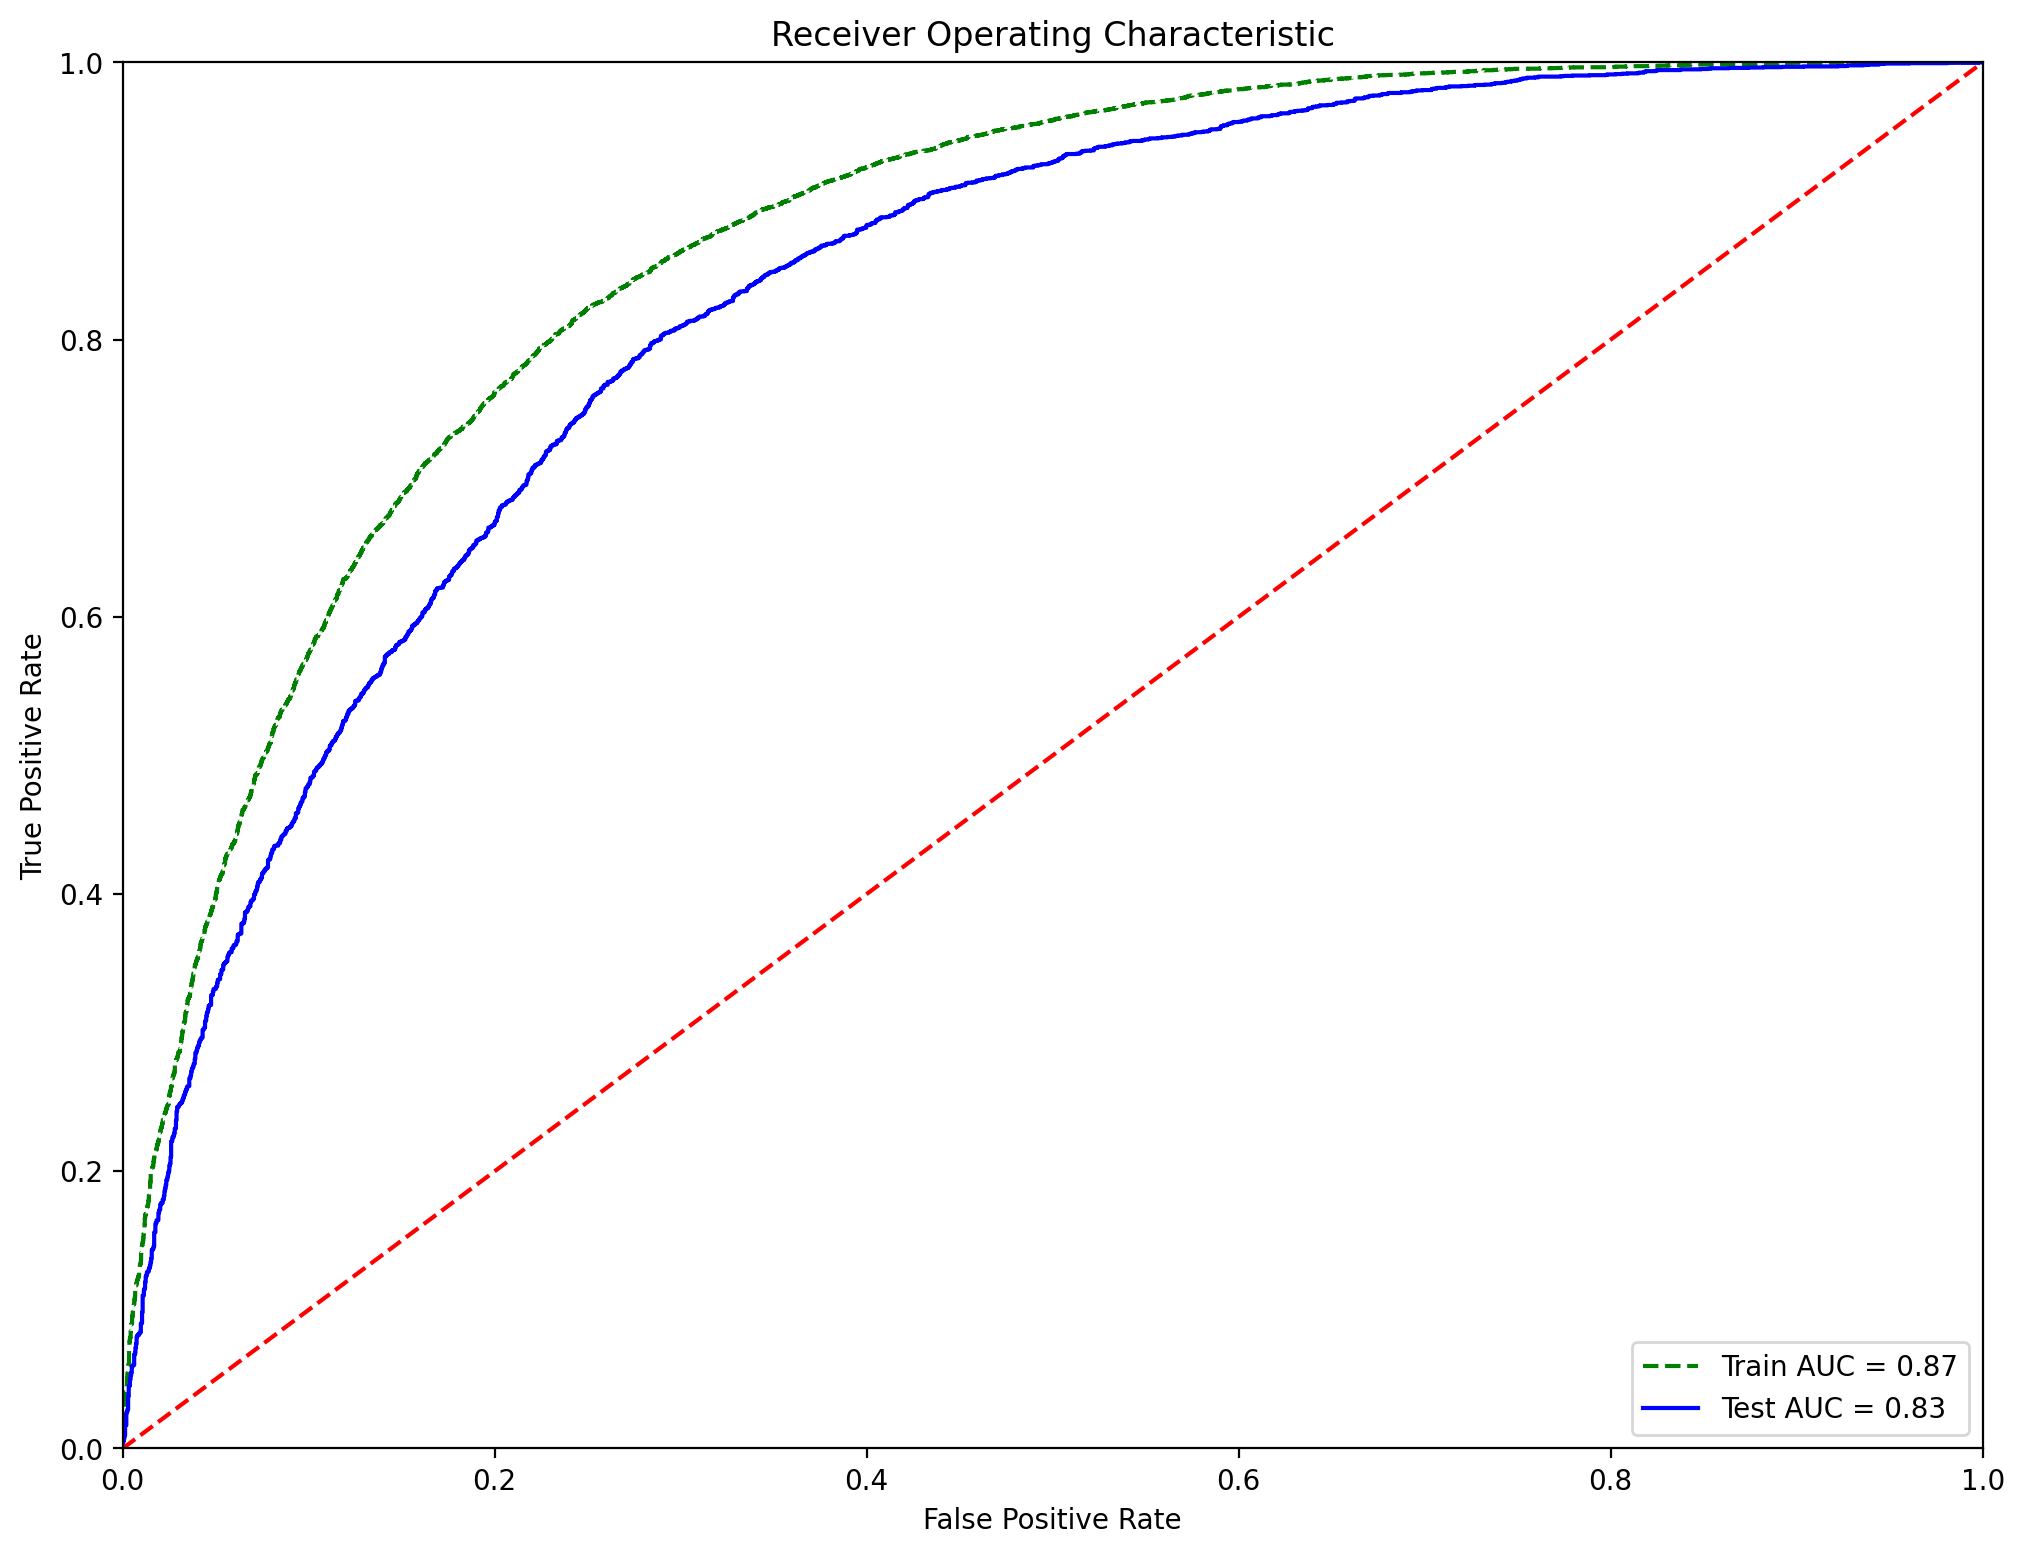 Receiver Operating Characteristic
1.0
0.8
0.6
0.4
0.2
0.0
True Positive Rate
0.0 0.2 0.4 0.6 0.8 1.0
False Positive Rate
Train AUC = 0.87
Test AUC = 0.83